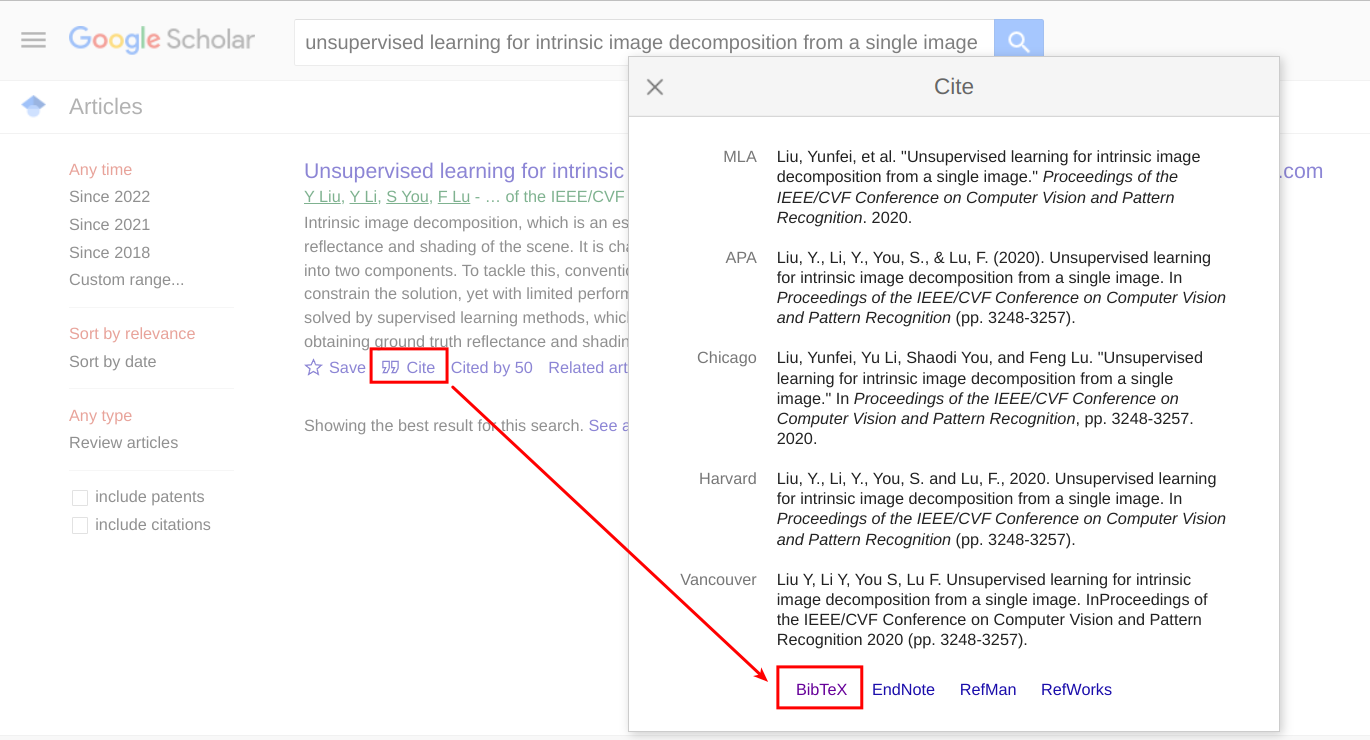 Google Scholar
unsupervised learning for intrinsic image decomposition from a single image
Articles
Any time
Since 2022
Since 2021
Since 2018
Custom range...
Sort by relevance
Sort by date
Any type
Review articles
include patents
include citations
Unsupervised learning for intrinsic
.com
Y Liu, Y Li, S You, F Lu - … of the IEEE/CVF
Intrinsic image decomposition, which is an es
reflectance and shading of the scene. It is cha
into two components. To tackle this, conventio
constrain the solution, yet with limited perform
solved by supervised learning methods, whic
obtaining ground truth reflectance and shadin
Save Cite Cited by 50 Related art
Showing the best result for this search. See a
Cite
MLA
Liu, Yunfei, et al. "Unsupervised learning for intrinsic image
decomposition from a single image." Proceedings of the
IEEE/CVF Conference on Computer Vision and Pattern
Recognition. 2020.
APA
Liu, Y., Li, Y., You, S., & Lu, F. (2020). Unsupervised learning
for intrinsic image decomposition from a single image. In
Proceedings of the IEEE/CVF Conference on Computer Vision
and Pattern Recognition (pp. 3248-3257).
Chicago
Liu, Yunfei, Yu Li, Shaodi You, and Feng Lu. "Unsupervised
learning for intrinsic image decomposition from a single
image." In Proceedings of the IEEE/CVF Conference on
Computer Vision and Pattern Recognition, pp. 3248-3257.
2020.
Harvard
Liu, Y., Li, Y., You, S. and Lu, F., 2020. Unsupervised learning
for intrinsic image decomposition from a single image. In
Proceedings of the IEEE/CVF Conference on Computer Vision
and Pattern Recognition (pp. 3248-3257).
Vancouver
Liu Y, Li Y, You S, Lu F. Unsupervised learning for intrinsic
image decomposition from a single image. InProceedings of
the IEEE/CVF Conference on Computer Vision and Pattern
Recognition 2020 (pp. 3248-3257).
BibTeX EndNote RefMan RefWorks